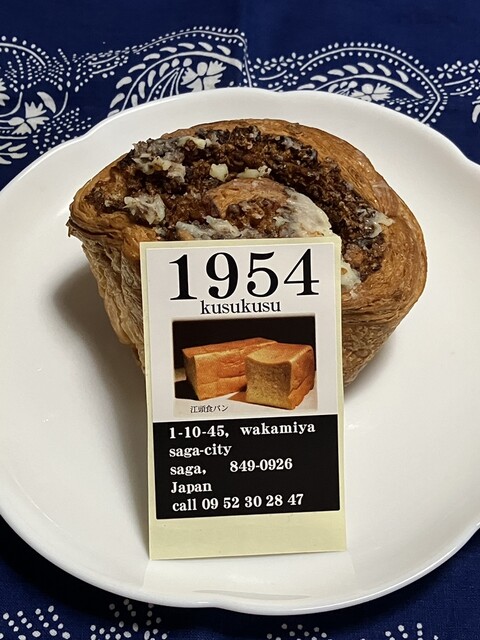 1954
kusukusu
江頭食パン
1-10-45, wakamiya
saga-city
saga, 849-0926
Japan
call 09 52 30 28 47